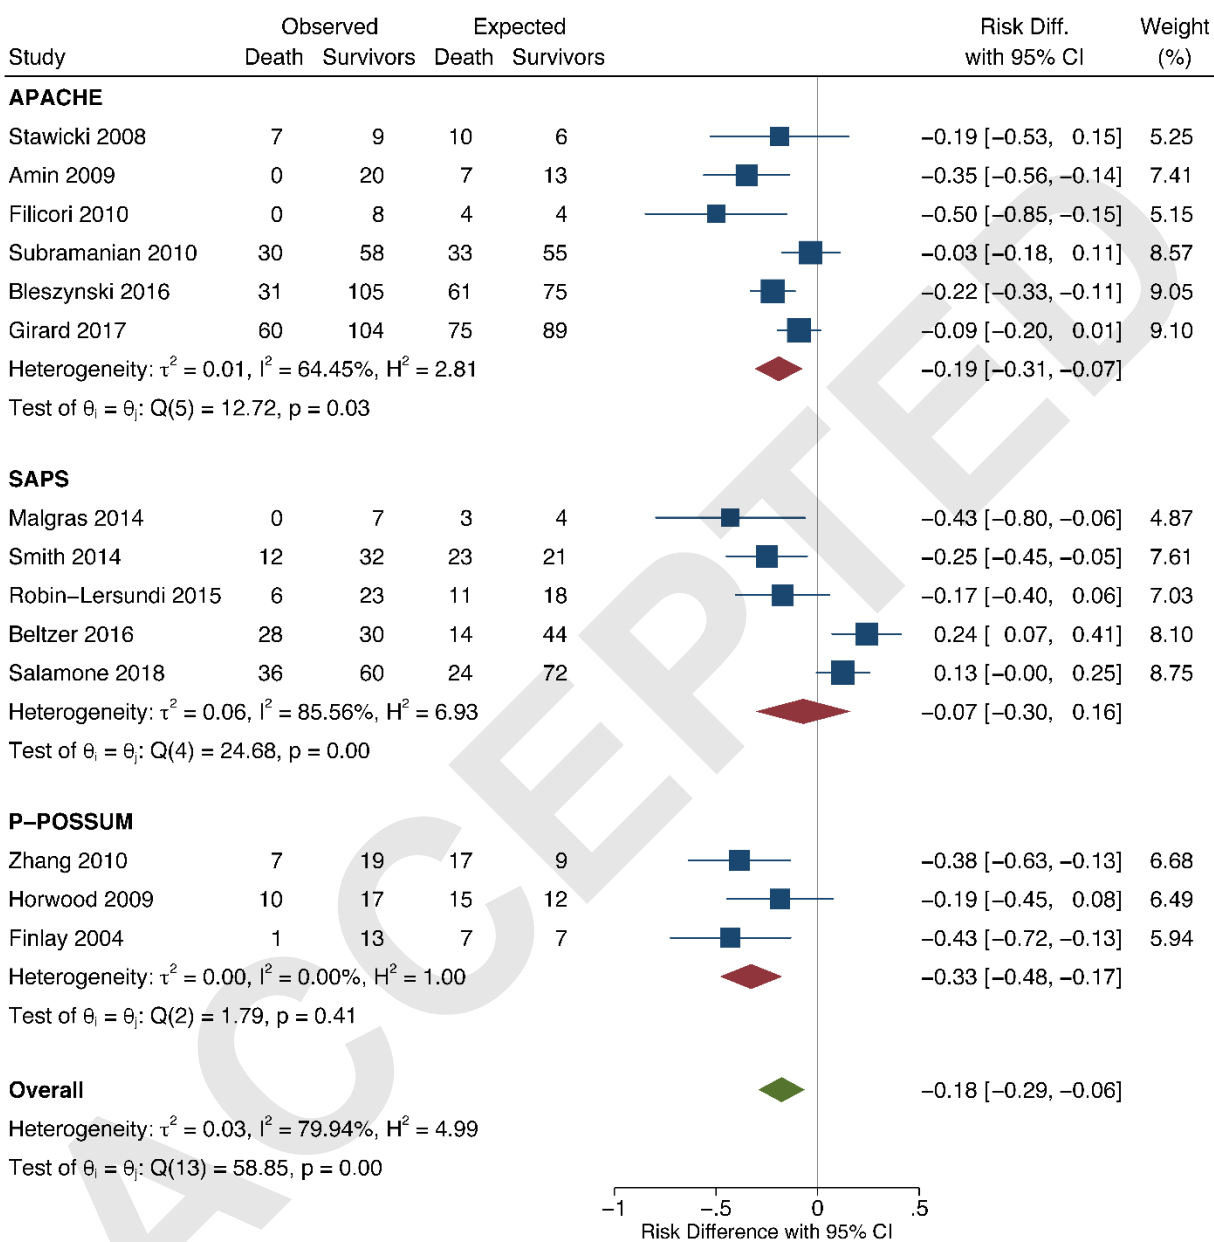 Observed Expected Risk Diff. Weight
Study Death Survivors Death Survivors with 95% CI (%)
APACHE
Stawicki 2008 7 9 10 6 −0.19 [−0.53, 0.15] 5.25
Amin 2009 0 20 7 13 −0.35 [−0.56, −0.14] 7.41
Filicori 2010 0 8 4 4 −0.50 [−0.85, −0.15] 5.15
Subramanian 2010 30 58 33 55 −0.03 [−0.18, 0.11] 8.57
Bleszynski 2016 31 105 61 75 −0.22 [−0.33, −0.11] 9.05
Girard 2017 60 104 75 89 −0.09 [−0.20, 0.01] 9.10
Heterogeneity: τ² = 0.01, I² = 64.45%, H² = 2.81 −0.19 [−0.31, −0.07]
Test of θᵢ = θⱼ: Q(5) = 12.72, p = 0.03
SAPS
Malgras 2014 0 7 3 4 −0.43 [−0.80, −0.06] 4.87
Smith 2014 12 32 23 21 −0.25 [−0.45, −0.05] 7.61
Robin−Lersundi 2015 6 23 11 18 −0.17 [−0.40, 0.06] 7.03
Beltzer 2016 28 30 14 44 0.24 [ 0.07, 0.41] 8.10
Salamone 2018 36 60 24 72 0.13 [−0.00, 0.25] 8.75
Heterogeneity: τ² = 0.06, I² = 85.56%, H² = 6.93 −0.07 [−0.30, 0.16]
Test of θᵢ = θⱼ: Q(4) = 24.68, p = 0.00
P−POSSUM
Zhang 2010 7 19 17 9 −0.38 [−0.63, −0.13] 6.68
Horwood 2009 10 17 15 12 −0.19 [−0.45, 0.08] 6.49
Finlay 2004 1 13 7 7 −0.43 [−0.72, −0.13] 5.94
Heterogeneity: τ² = 0.00, I² = 0.00%, H² = 1.00 −0.33 [−0.48, −0.17]
Test of θᵢ = θⱼ: Q(2) = 1.79, p = 0.41
Overall −0.18 [−0.29, −0.06]
Heterogeneity: τ² = 0.03, I² = 79.94%, H² = 4.99
Test of θᵢ = θⱼ: Q(13) = 58.85, p = 0.00
−1 −.5 0 .5
Risk Difference with 95% CI
ACCEPTED